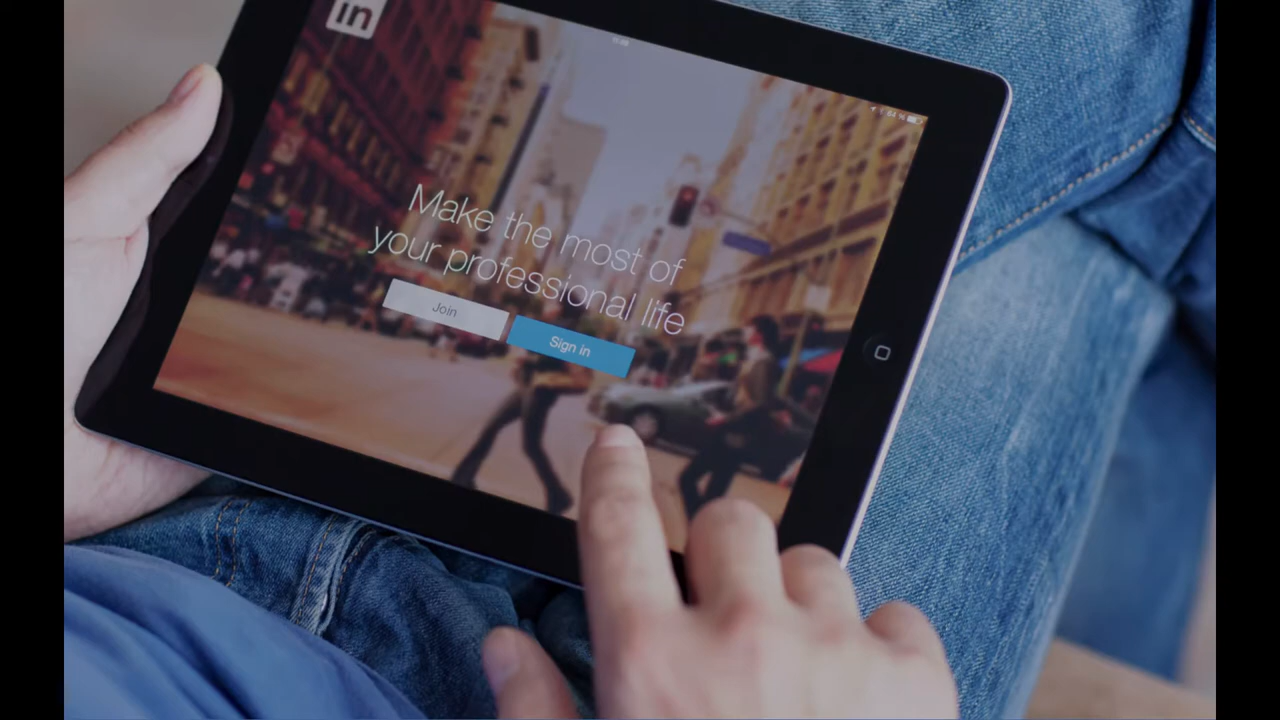 in
Make the most of
your professional life
Join
Sign in